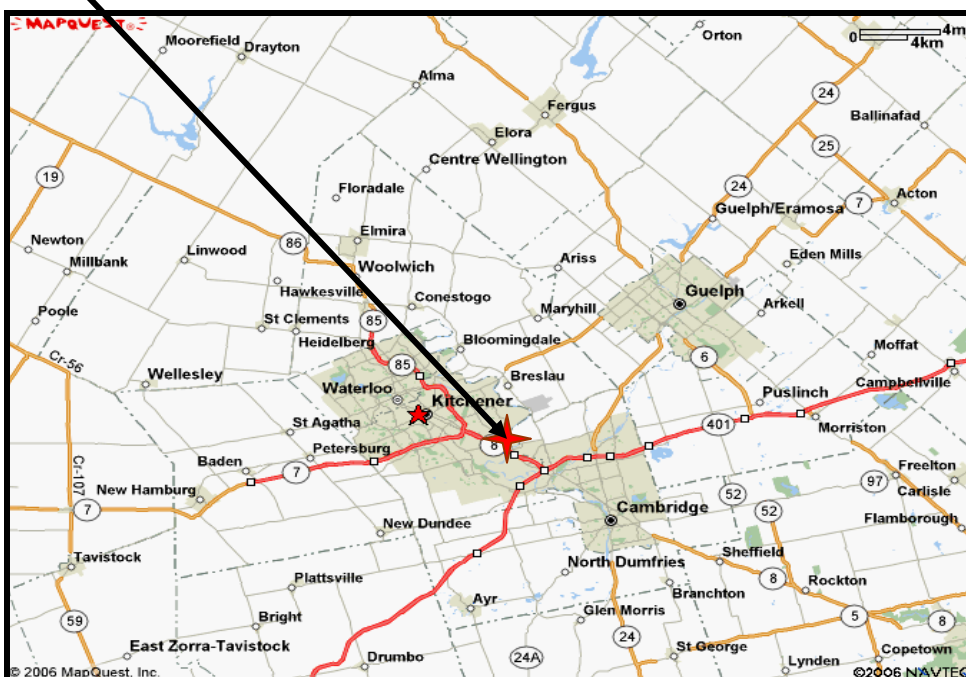 MAPQUEST
Moorefield
Drayton
Orton
0 4m
4km
Alma
24
Fergus
Ballinafad
Elora
25
Centre Wellington
19
Floradale
24
7
Acton
Guelph/Eramosa
Elmira
Newton
86
Linwood
Eden Mills
Millbank
Woolwich
Ariss
Hawkesville
Conestogo
Guelph
Poole
Maryhill
Arkell
St Clements
85
Heidelberg
Bloomingdale
Moffat
Cr-56
85
6
Wellesley
Breslau
Campbellville
Waterloo
Kitchener
Puslinch
St Agatha
401
Morriston
8
Petersburg
Baden
7
Freelton
Cr-107
97
New Hamburg
52
Carlisle
7
Cambridge
52
Flamborough
New Dundee
Tavistock
Sheffield
North Dumfries
8
Plattsville
Branchton
Rockton
Ayr
59
Bright
Glen Morris
5
8
24
East Zorra-Tavistock
St George
Copetown
Drumbo
24A
Lynden
© 2006 MapQuest, Inc.
©2006 NAVTEQ